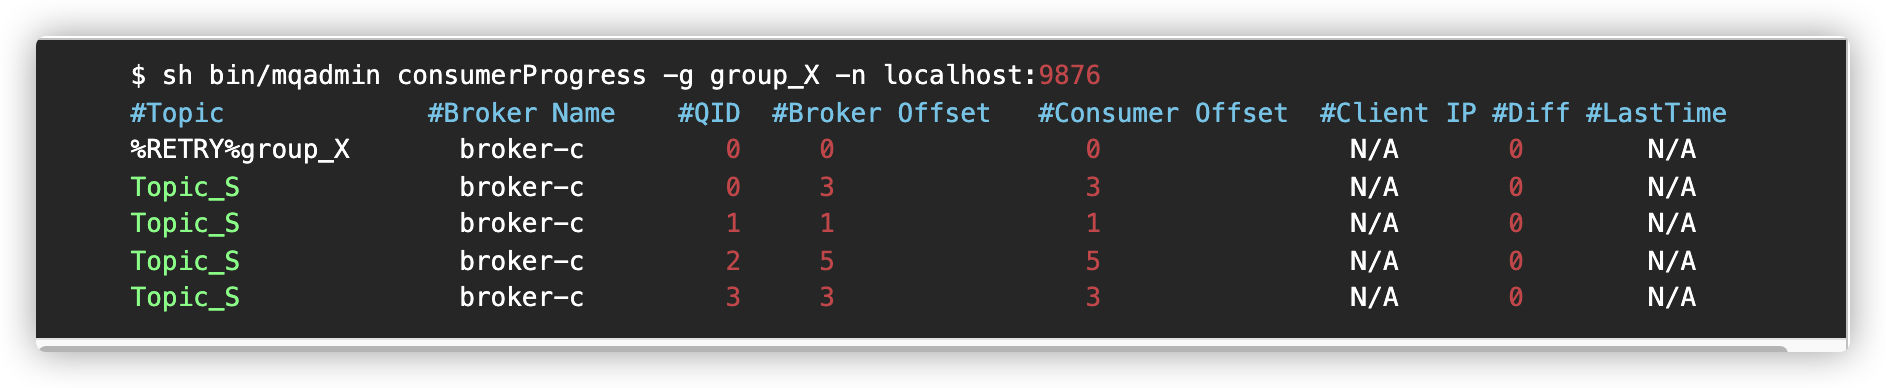 $ sh bin/mqadmin consumerProgress -g group_X -n localhost:9876
#Topic #Broker Name #QID #Broker Offset #Consumer Offset #Client IP #Diff #LastTime
%RETRY%group_X broker-c 0 0 0 N/A 0 N/A
Topic_S broker-c 0 3 3 N/A 0 N/A
Topic_S broker-c 1 1 1 N/A 0 N/A
Topic_S broker-c 2 5 5 N/A 0 N/A
Topic_S broker-c 3 3 3 N/A 0 N/A